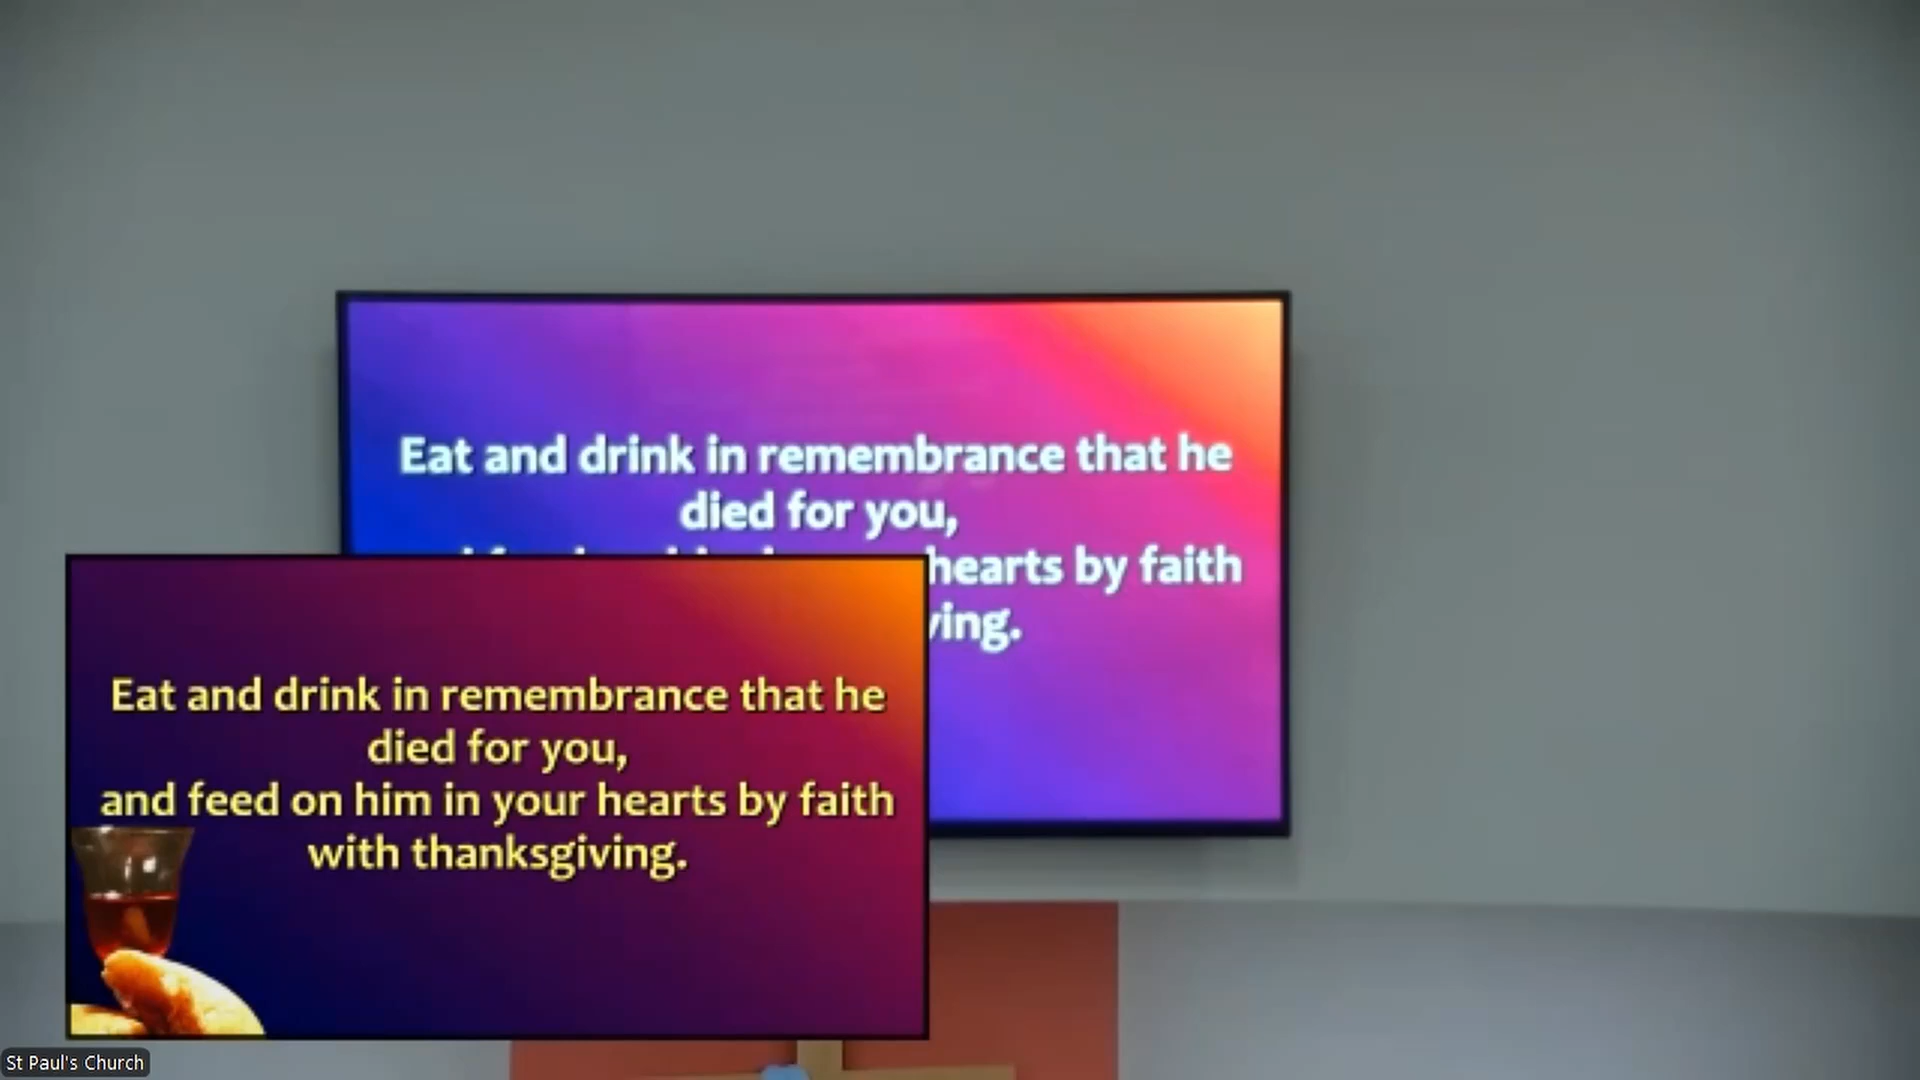 Eat and drink in remembrance that he
died for you,
hearts by faith
Eat and drink in remembrance that he
died for you,
and feed on him in your hearts by faith
with thanksgiving.
St Paul's Church